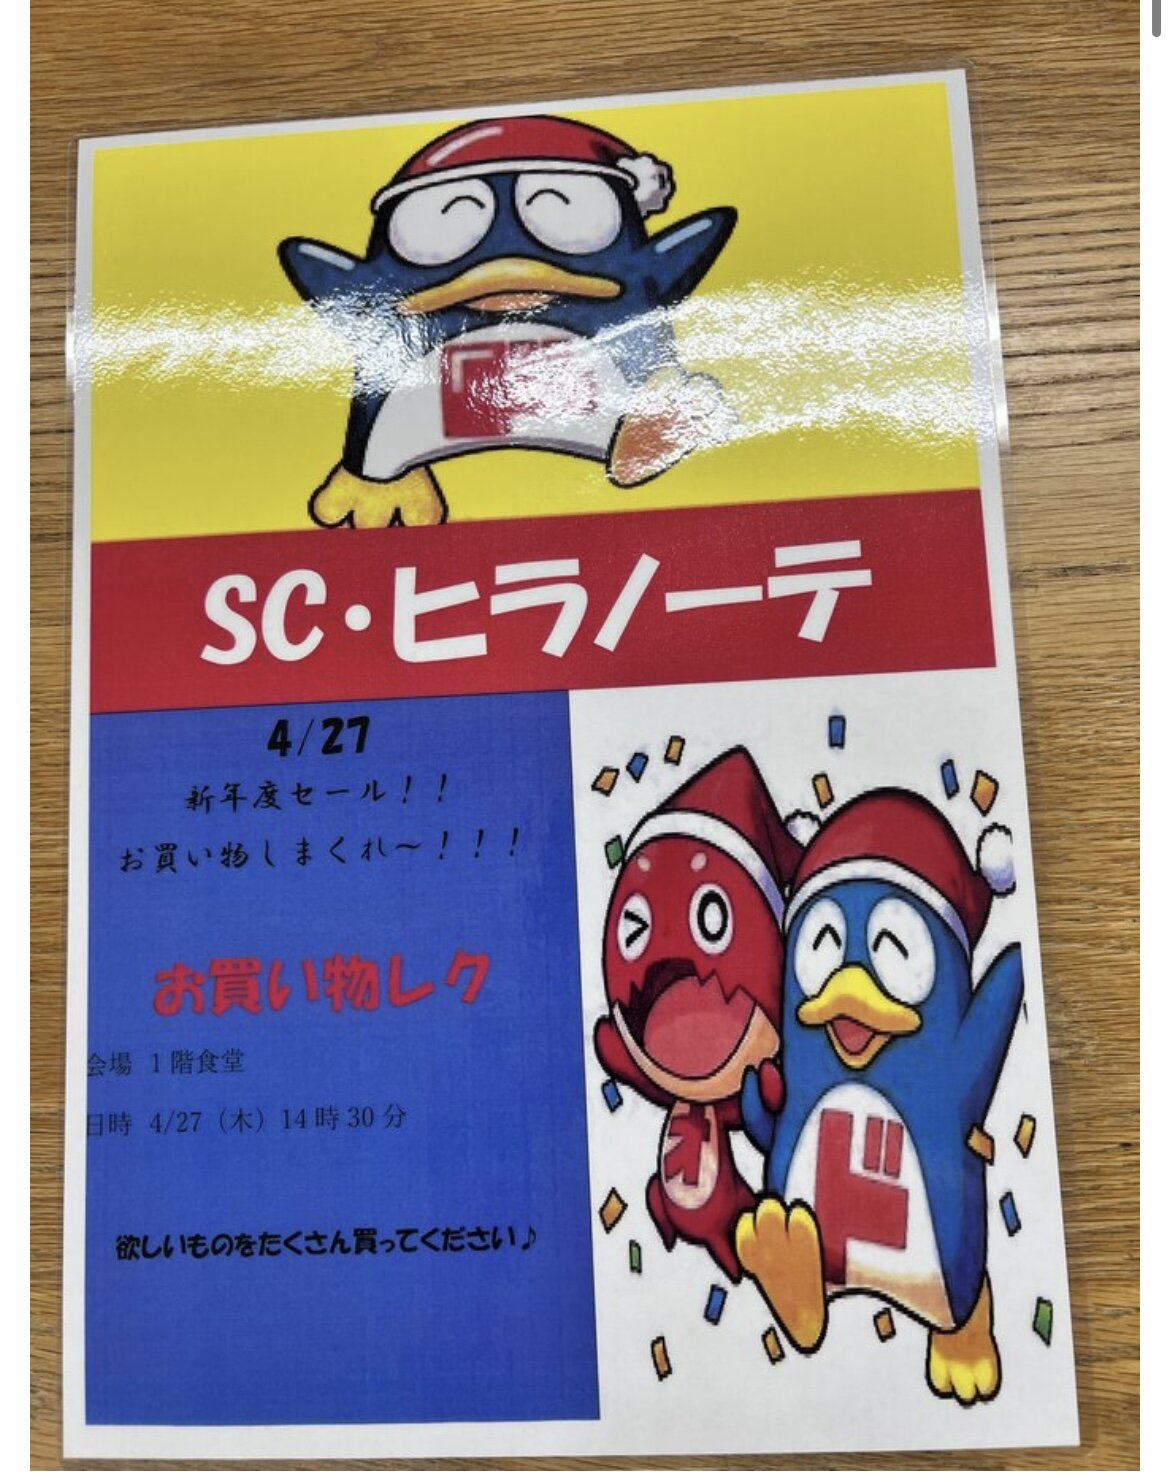 SC・ヒラノーテ
4/27
新年度セール！！
お買い物しまくれ～！！！
お買い物レク
会場 1階食堂
日時 4/27（木）14時30分
欲しいものをたくさん買ってください♪
オ
ド